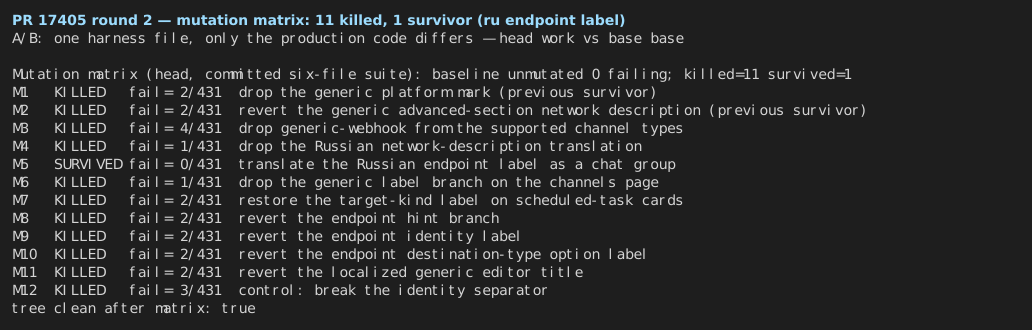 PR 17405 round 2 — mutation matrix: 11 killed, 1 survivor (ru endpoint label)
A/B: one harness file, only the production code differs — head work vs base base
Mutation matrix (head, committed six-file suite): baseline unmutated 0 failing; killed=11 survived=1
M1 KILLED fail= 2/431 drop the generic platform mark (previous survivor)
M2 KILLED fail= 2/431 revert the generic advanced-section network description (previous survivor)
M3 KILLED fail= 4/431 drop generic-webhook from the supported channel types
M4 KILLED fail= 1/431 drop the Russian network-description translation
M5 SURVIVED fail= 0/431 translate the Russian endpoint label as a chat group
M6 KILLED fail= 1/431 drop the generic label branch on the channels page
M7 KILLED fail= 2/431 restore the target-kind label on scheduled-task cards
M8 KILLED fail= 2/431 revert the endpoint hint branch
M9 KILLED fail= 2/431 revert the endpoint identity label
M10 KILLED fail= 2/431 revert the endpoint destination-type option label
M11 KILLED fail= 2/431 revert the localized generic editor title
M12 KILLED fail= 3/431 control: break the identity separator
tree clean after matrix: true